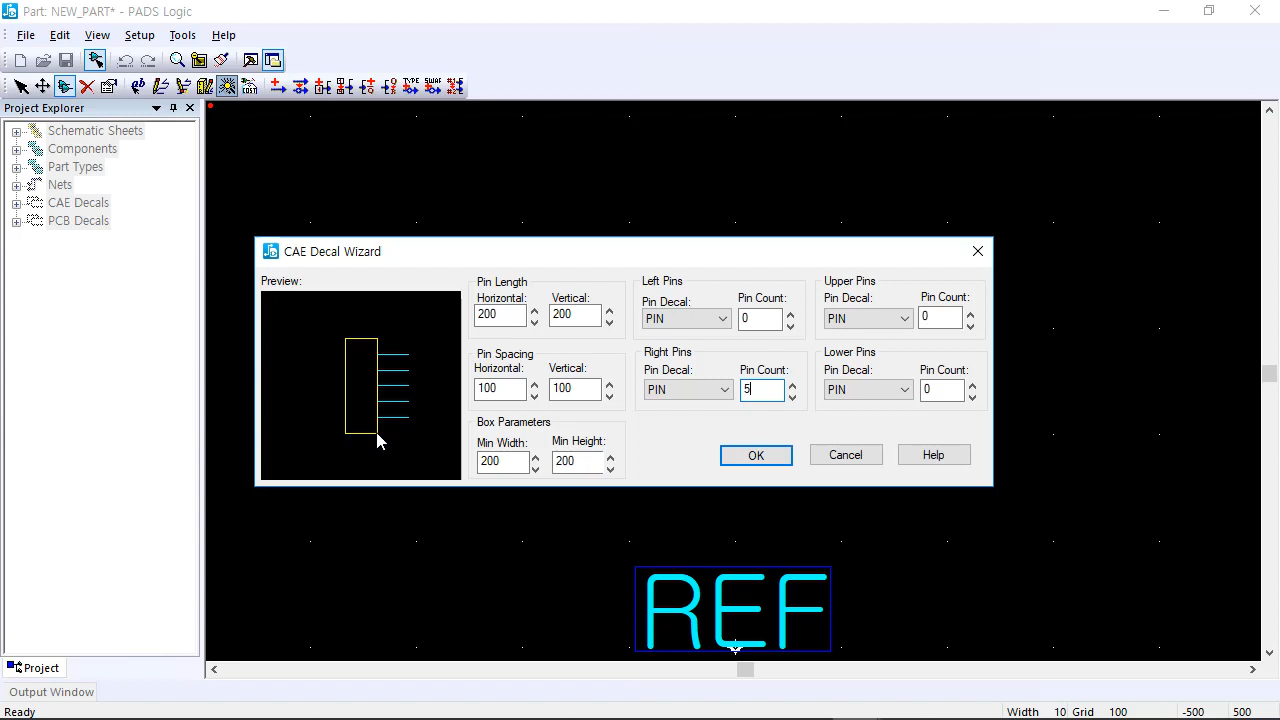 Part: NEW_PART* - PADS Logic
File Edit View Setup Tools Help
TYPE SWAP
Project Explorer
Schematic Sheets
Components
Part Types
Nets
CAE Decals
PCB Decals
CAE Decal Wizard
Preview:
Pin Length
Horizontal: Vertical:
200 200
Pin Spacing
Horizontal: Vertical:
100 100
Box Parameters
Min Width: Min Height:
200 200
Left Pins
Pin Decal: Pin Count:
PIN 0
Right Pins
Pin Decal: Pin Count:
PIN 5
Upper Pins
Pin Decal: Pin Count:
PIN 0
Lower Pins
Pin Decal: Pin Count:
PIN 0
OK Cancel Help
REF
Project
Output Window
Ready
Width 10 Grid 100 -500 500